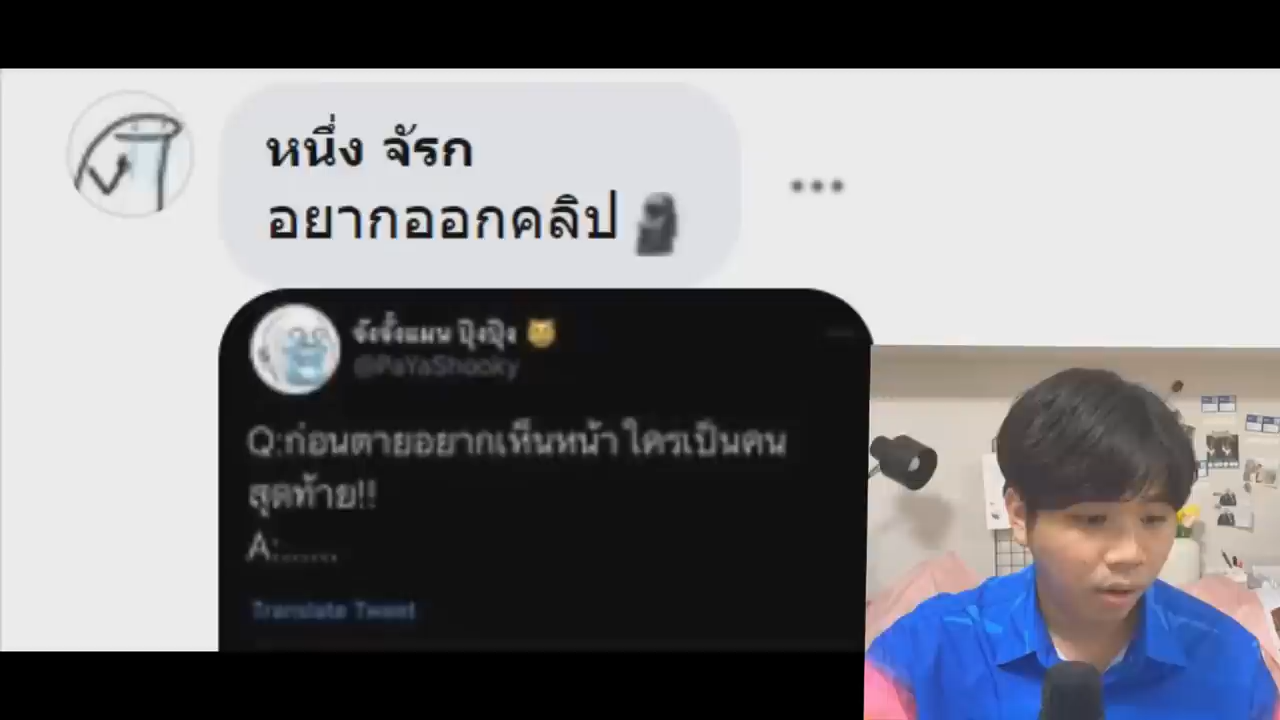 หนึ่ง จัรก
อยากออกคลิป
จังจั้งแมน ปุ๊งปุ๊ง
@PaYaShooky
Q:ก่อนตายอยากเห็นหน้า ใครเป็นคน
สุดท้าย!!
A:.......
Translate Tweet